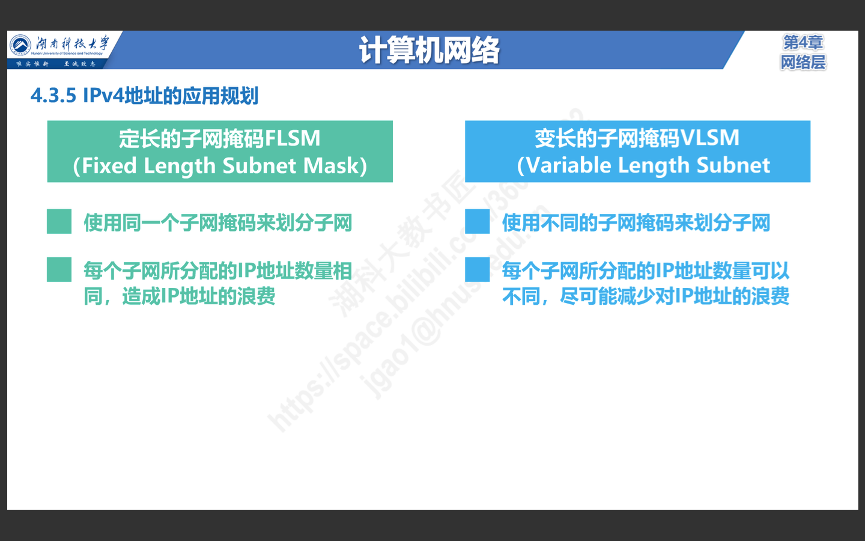 湖南科技大学
Hunan University of Science and Technology
唯实惟新 至诚致志
计算机网络
第4章
网络层
4.3.5 IPv4地址的应用规划
定长的子网掩码FLSM
（Fixed Length Subnet Mask）
使用同一个子网掩码来划分子网
每个子网所分配的IP地址数量相
同，造成IP地址的浪费
变长的子网掩码VLSM
（Variable Length Subnet
使用不同的子网掩码来划分子网
每个子网所分配的IP地址数量可以
不同，尽可能减少对IP地址的浪费
湖科大教书匠
https://space.bilibili.com/360
jgao1@hnust.edu.cn